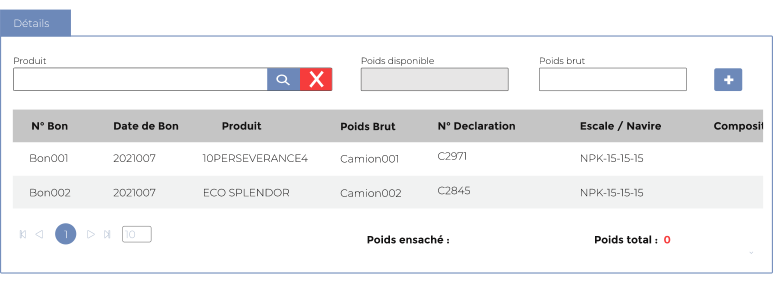 Détails
Produit Poids disponible Poids brut
N° Bon Date de Bon Produit Poids Brut N° Declaration Escale / Navire Composit
Bon001 2021007 10PERSEVERANCE4 Camion001 C2971 NPK-15-15-15
Bon002 2021007 ECO SPLENDOR Camion002 C2845 NPK-15-15-15
1 10 Poids ensaché : Poids total : 0